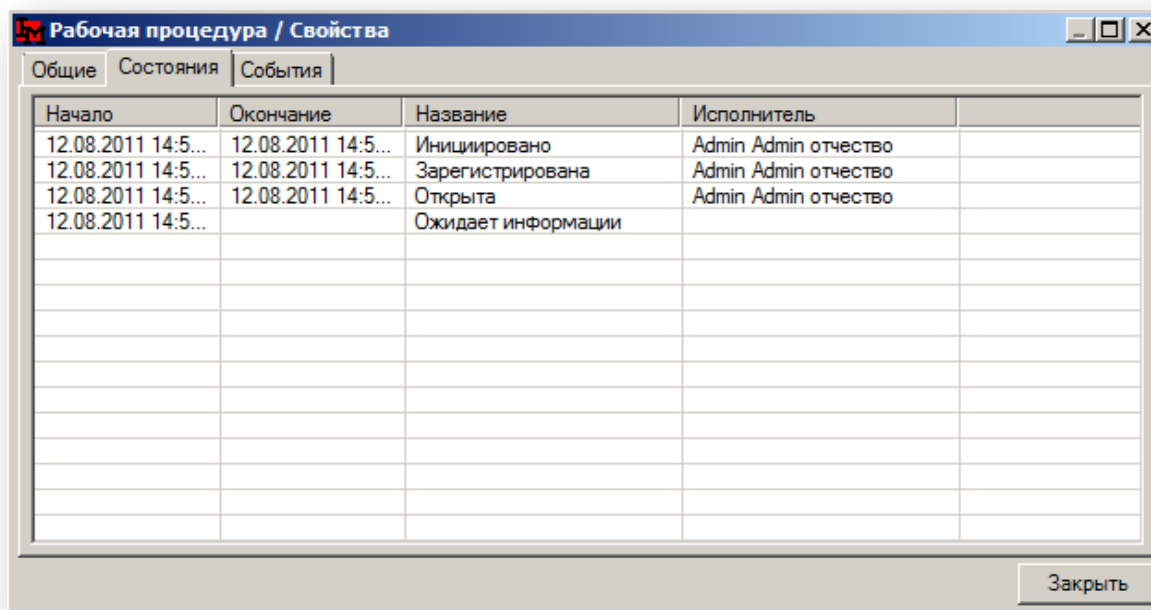 Рабочая процедура / Свойства
Общие Состояния События
Начало Окончание Название Исполнитель
12.08.2011 14:5... 12.08.2011 14:5... Инициировано Admin Admin отчество
12.08.2011 14:5... 12.08.2011 14:5... Зарегистрирована Admin Admin отчество
12.08.2011 14:5... 12.08.2011 14:5... Открыта Admin Admin отчество
12.08.2011 14:5... Ожидает информации
Закрыть